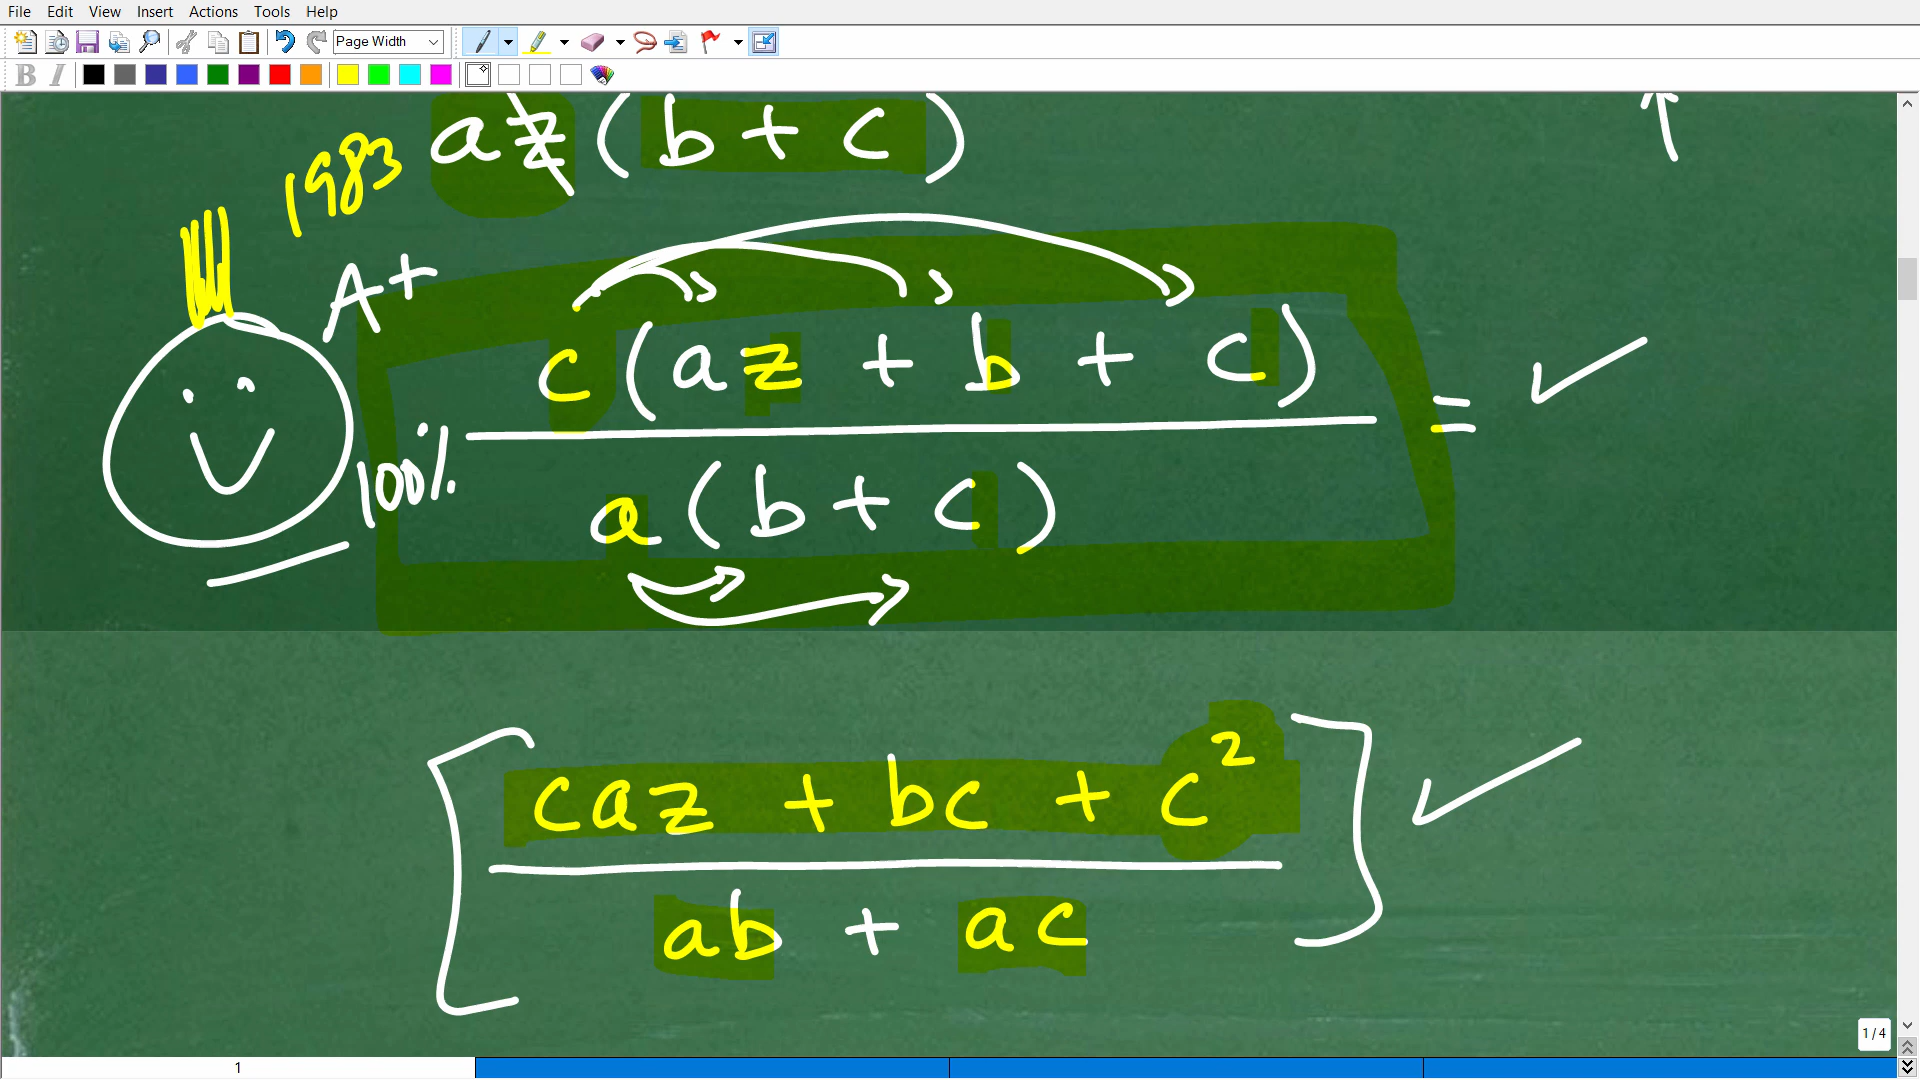 File Edit View Insert Actions Tools Help
Page Width
B I
az (b + c)
1983
A+
c(az + b + c)
=
100%
a(b + c)
caz + bc + c²
ab + ac
1 / 4
1